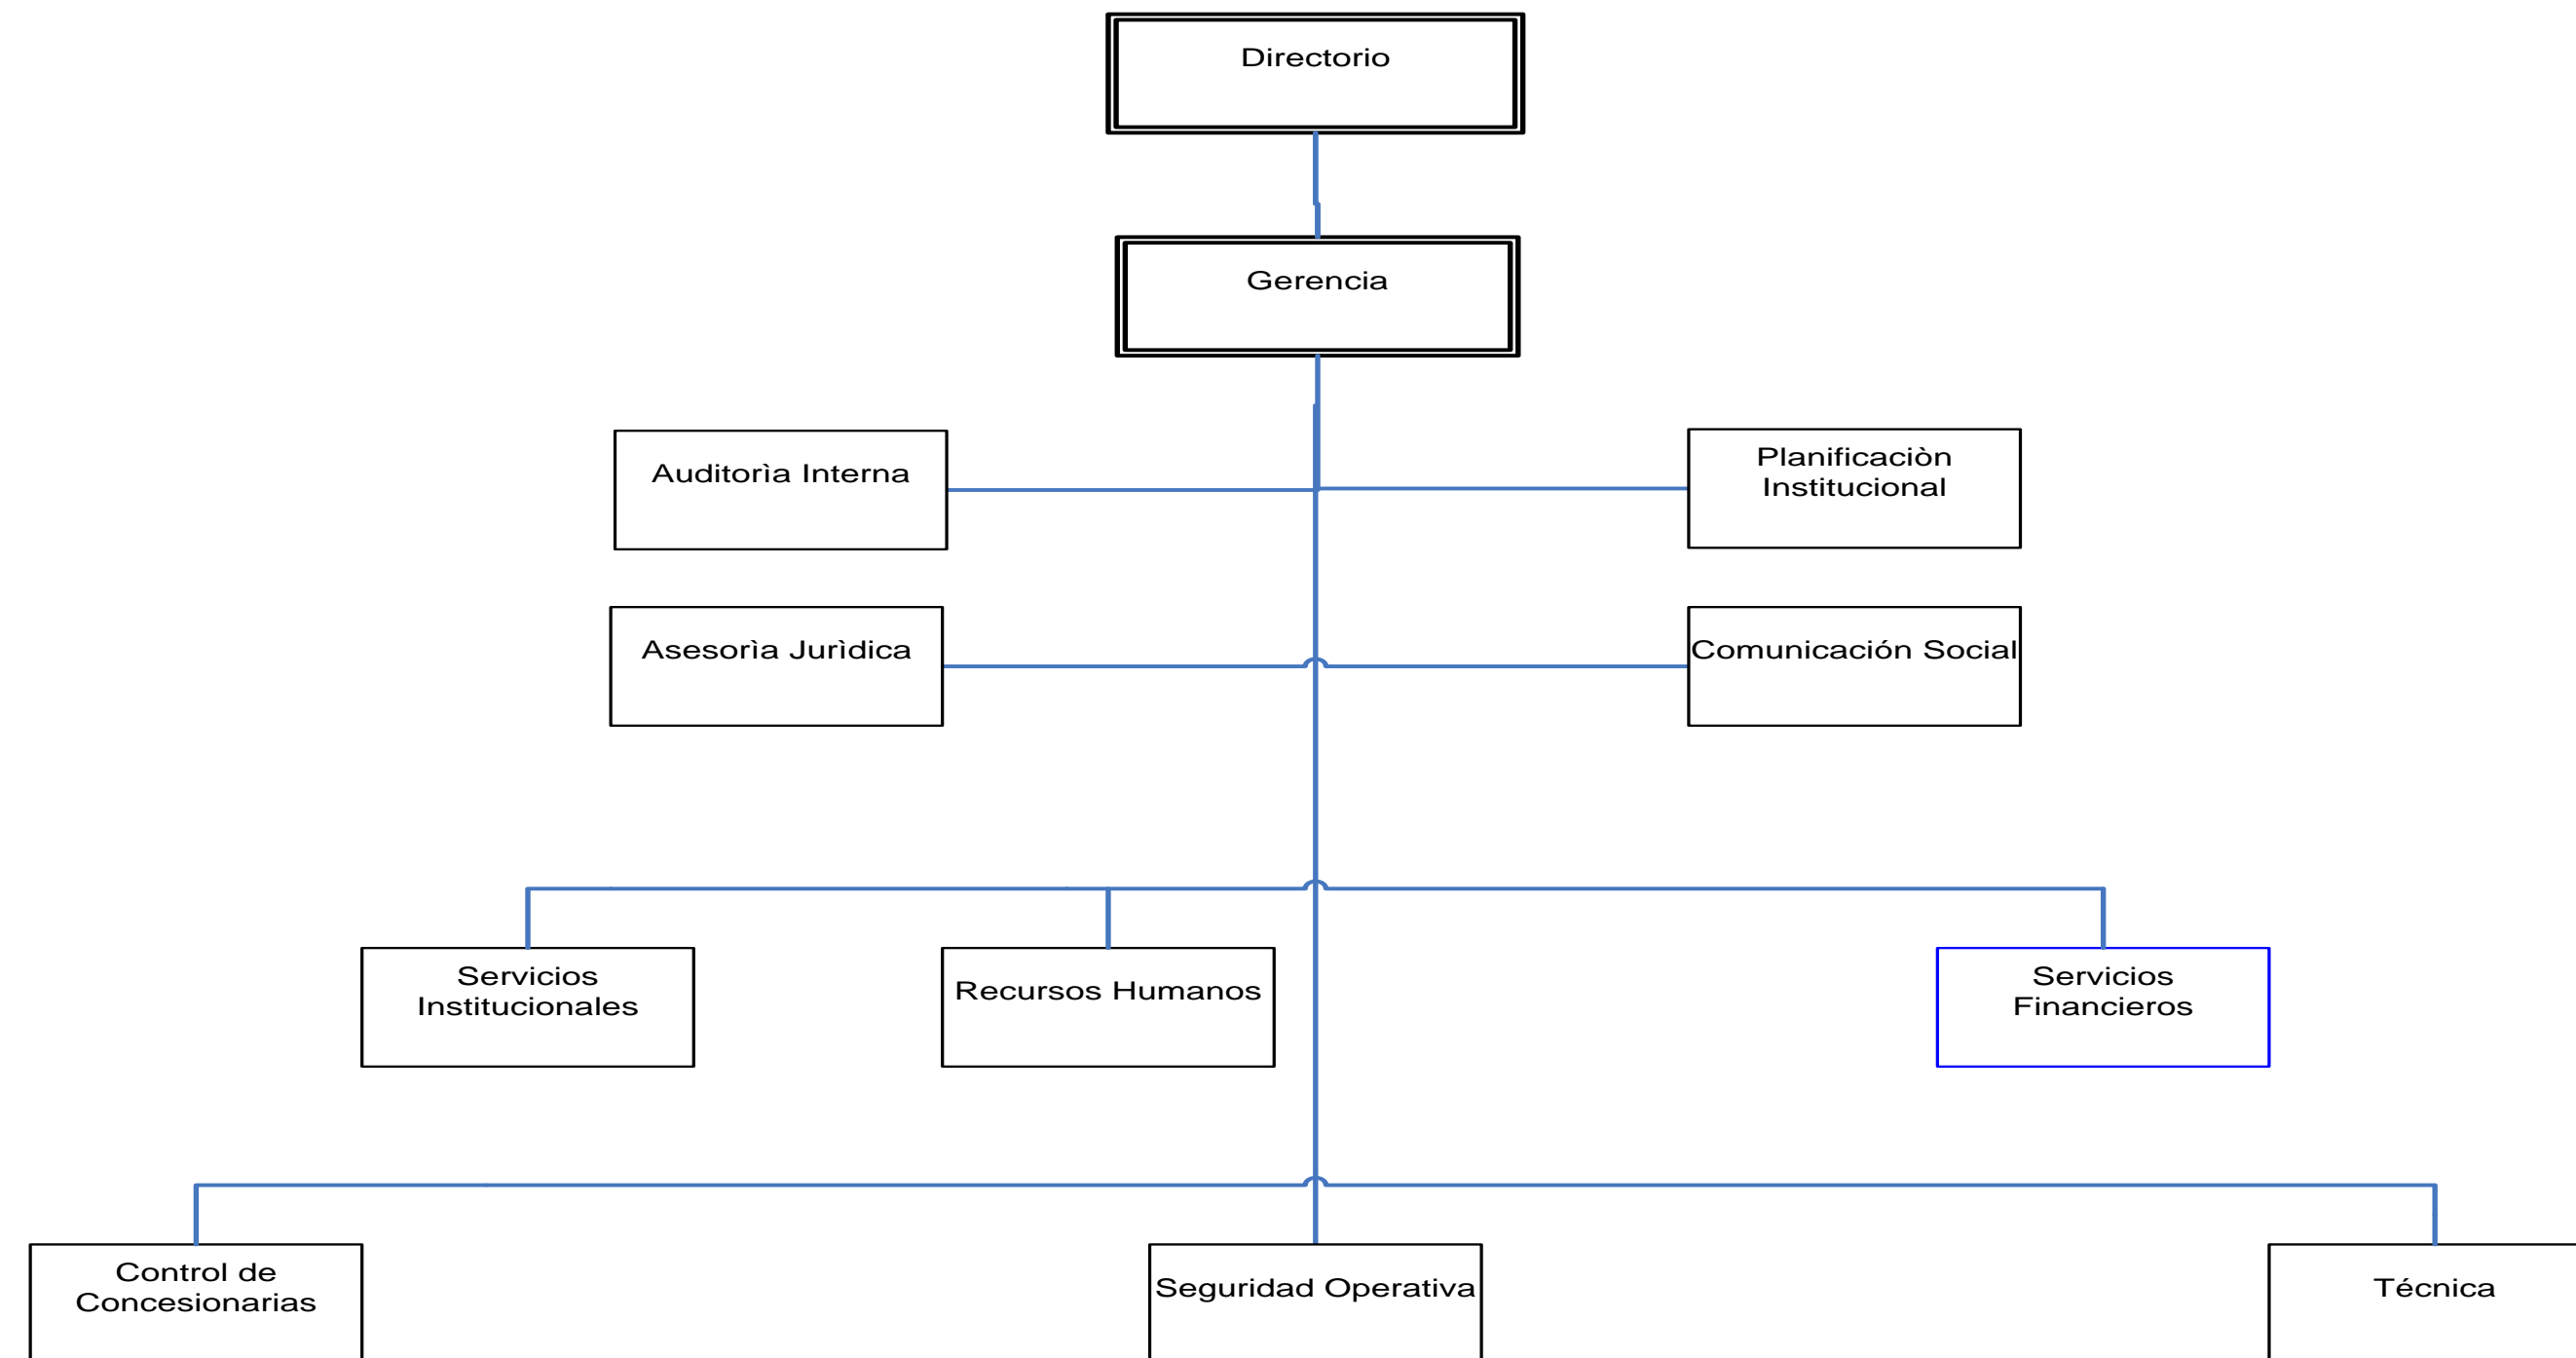 Directorio
Gerencia
Auditorìa Interna
Planificaciòn
Institucional
Asesorìa Jurìdica
Comunicación Social
Servicios
Institucionales
Recursos Humanos
Servicios
Financieros
Control de
Concesionarias
Seguridad Operativa
Técnica